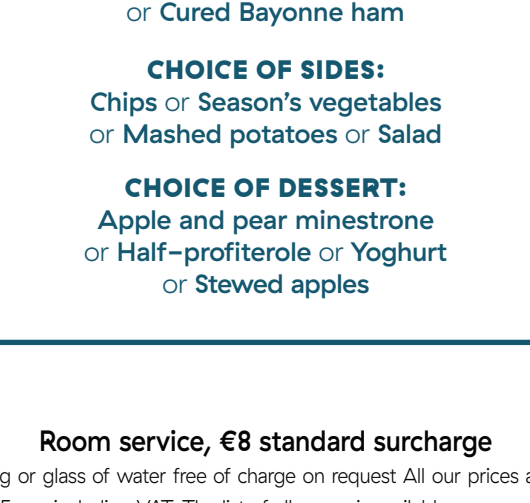 or Cured Bayonne ham
CHOICE OF SIDES:
Chips or Season's vegetables
or Mashed potatoes or Salad
CHOICE OF DESSERT:
Apple and pear minestrone
or Half-profiterole or Yoghurt
or Stewed apples
Room service, €8 standard surcharge
or glass of water free of charge on request All our prices